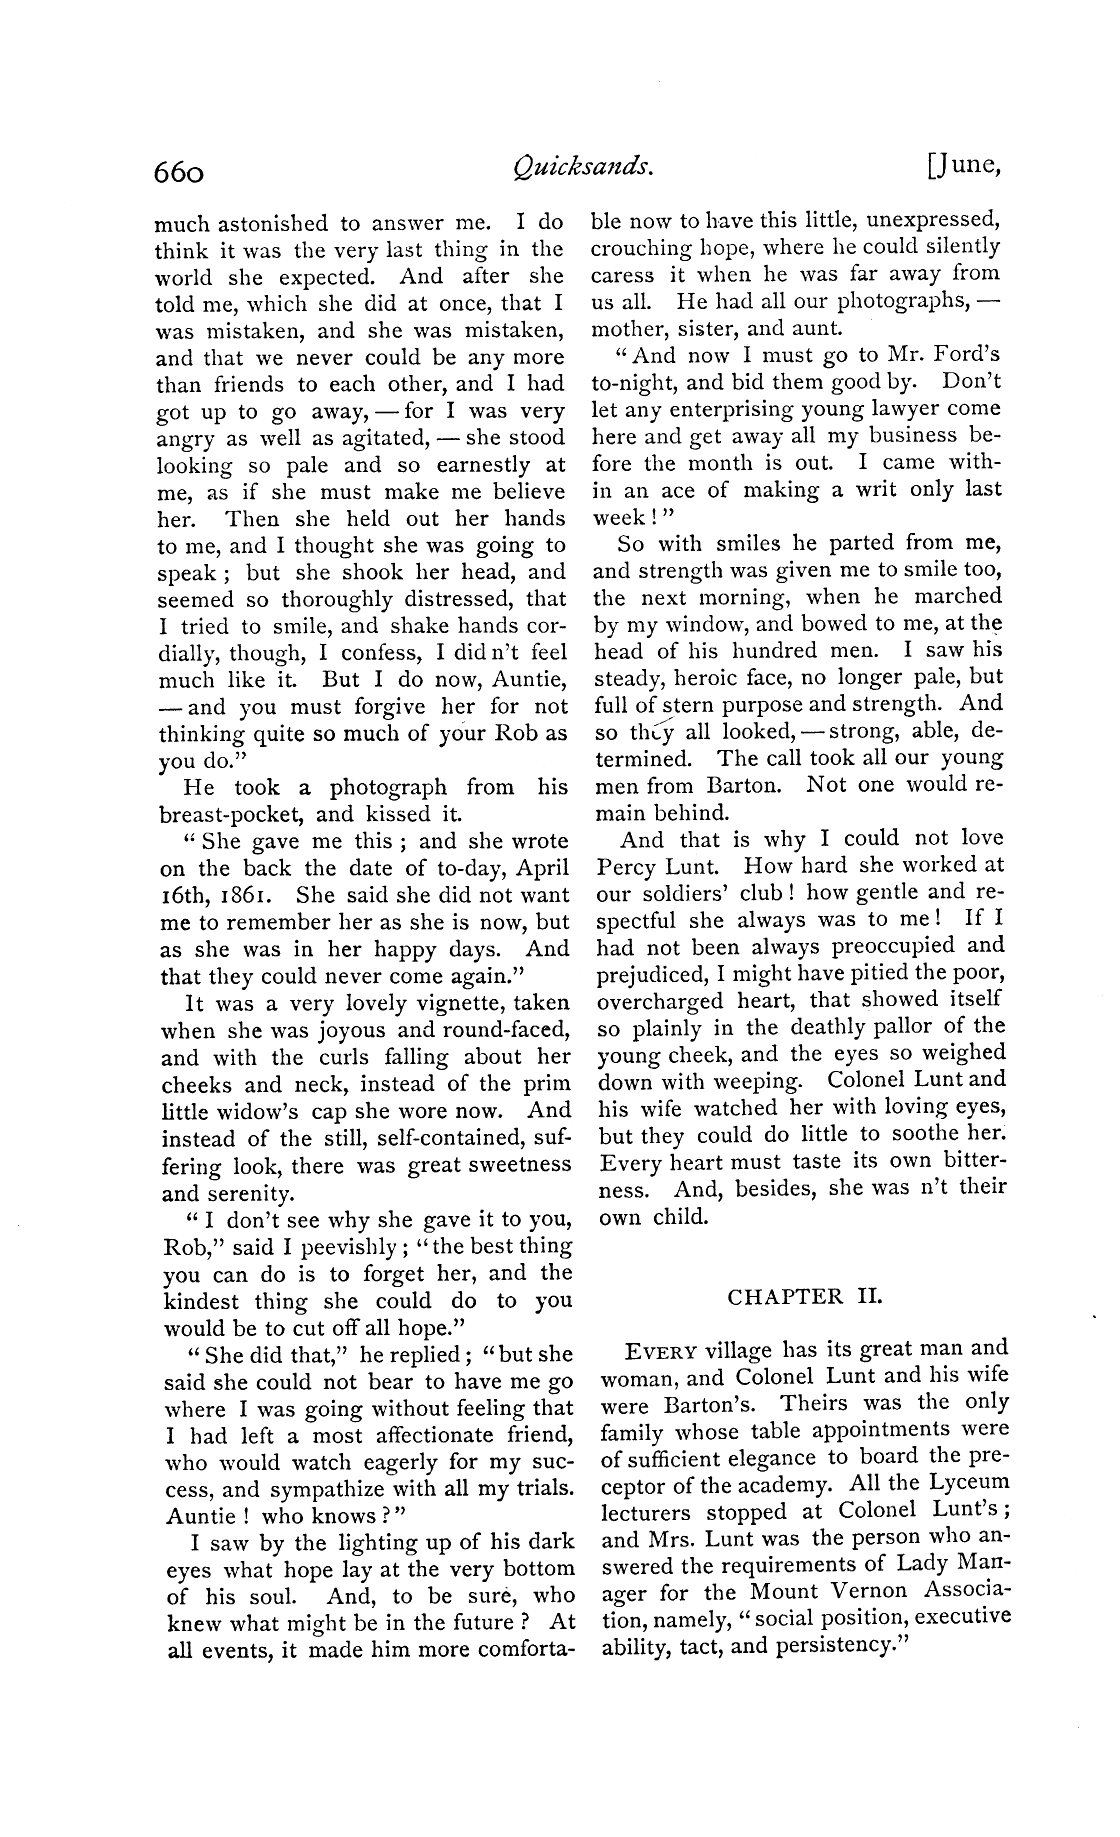 660
Quicksands.
[June,
much astonished to answer me. I do
think it was the very last thing in the
world she expected. And after she
told me, which she did at once, that I
was mistaken, and she was mistaken,
and that we never could be any more
than friends to each other, and I had
got up to go away, — for I was very
angry as well as agitated, — she stood
looking so pale and so earnestly at
me, as if she must make me believe
her. Then she held out her hands
to me, and I thought she was going to
speak ; but she shook her head, and
seemed so thoroughly distressed, that
I tried to smile, and shake hands cor-
dially, though, I confess, I did n't feel
much like it. But I do now, Auntie,
— and you must forgive her for not
thinking quite so much of your Rob as
you do."
He took a photograph from his
breast-pocket, and kissed it.
" She gave me this ; and she wrote
on the back the date of to-day, April
16th, 1861. She said she did not want
me to remember her as she is now, but
as she was in her happy days. And
that they could never come again."
It was a very lovely vignette, taken
when she was joyous and round-faced,
and with the curls falling about her
cheeks and neck, instead of the prim
little widow's cap she wore now. And
instead of the still, self-contained, suf-
fering look, there was great sweetness
and serenity.
" I don't see why she gave it to you,
Rob," said I peevishly ; "the best thing
you can do is to forget her, and the
kindest thing she could do to you
would be to cut off all hope."
" She did that," he replied ; "but she
said she could not bear to have me go
where I was going without feeling that
I had left a most affectionate friend,
who would watch eagerly for my suc-
cess, and sympathize with all my trials.
Auntie ! who knows ?"
I saw by the lighting up of his dark
eyes what hope lay at the very bottom
of his soul. And, to be sure, who
knew what might be in the future ? At
all events, it made him more comforta-
ble now to have this little, unexpressed,
crouching hope, where he could silently
caress it when he was far away from
us all. He had all our photographs, —
mother, sister, and aunt.
" And now I must go to Mr. Ford's
to-night, and bid them good by. Don't
let any enterprising young lawyer come
here and get away all my business be-
fore the month is out. I came with-
in an ace of making a writ only last
week ! "
So with smiles he parted from me,
and strength was given me to smile too,
the next morning, when he marched
by my window, and bowed to me, at the
head of his hundred men. I saw his
steady, heroic face, no longer pale, but
full of stern purpose and strength. And
so they all looked, — strong, able, de-
termined. The call took all our young
men from Barton. Not one would re-
main behind.
And that is why I could not love
Percy Lunt. How hard she worked at
our soldiers' club ! how gentle and re-
spectful she always was to me ! If I
had not been always preoccupied and
prejudiced, I might have pitied the poor,
overcharged heart, that showed itself
so plainly in the deathly pallor of the
young cheek, and the eyes so weighed
down with weeping. Colonel Lunt and
his wife watched her with loving eyes,
but they could do little to soothe her.
Every heart must taste its own bitter-
ness. And, besides, she was n't their
own child.
CHAPTER II.
EVERY village has its great man and
woman, and Colonel Lunt and his wife
were Barton's. Theirs was the only
family whose table appointments were
of sufficient elegance to board the pre-
ceptor of the academy. All the Lyceum
lecturers stopped at Colonel Lunt's ;
and Mrs. Lunt was the person who an-
swered the requirements of Lady Man-
ager for the Mount Vernon Associa-
tion, namely, " social position, executive
ability, tact, and persistency."